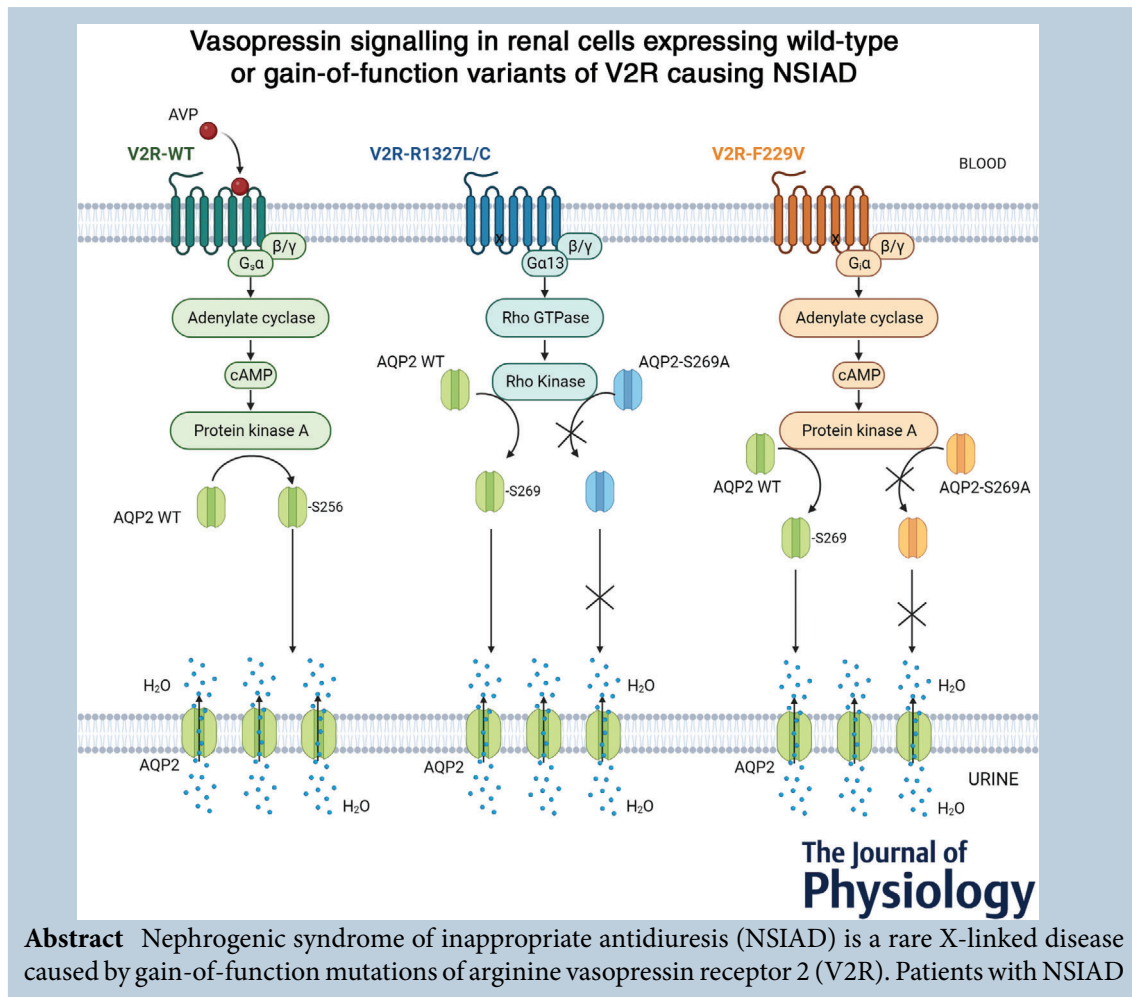 Vasopressin signalling in renal cells expressing wild-type
or gain-of-function variants of V2R causing NSIAD
AVP
V2R-WT
V2R-R1327L/C
V2R-F229V
BLOOD
X
X
β/γ
β/γ
β/γ
Gₛα
Gα13
Gᵢα
Adenylate cyclase
Rho GTPase
Adenylate cyclase
cAMP
AQP2 WT
Rho Kinase
AQP2-S269A
cAMP
Protein kinase A
Protein kinase A
AQP2 WT
-S256
-S269
AQP2 WT
AQP2-S269A
-S269
H₂O
H₂O
H₂O
AQP2
AQP2
AQP2
URINE
H₂O
H₂O
H₂O
The Journal of
Physiology
Abstract Nephrogenic syndrome of inappropriate antidiuresis (NSIAD) is a rare X-linked disease
caused by gain-of-function mutations of arginine vasopressin receptor 2 (V2R). Patients with NSIAD